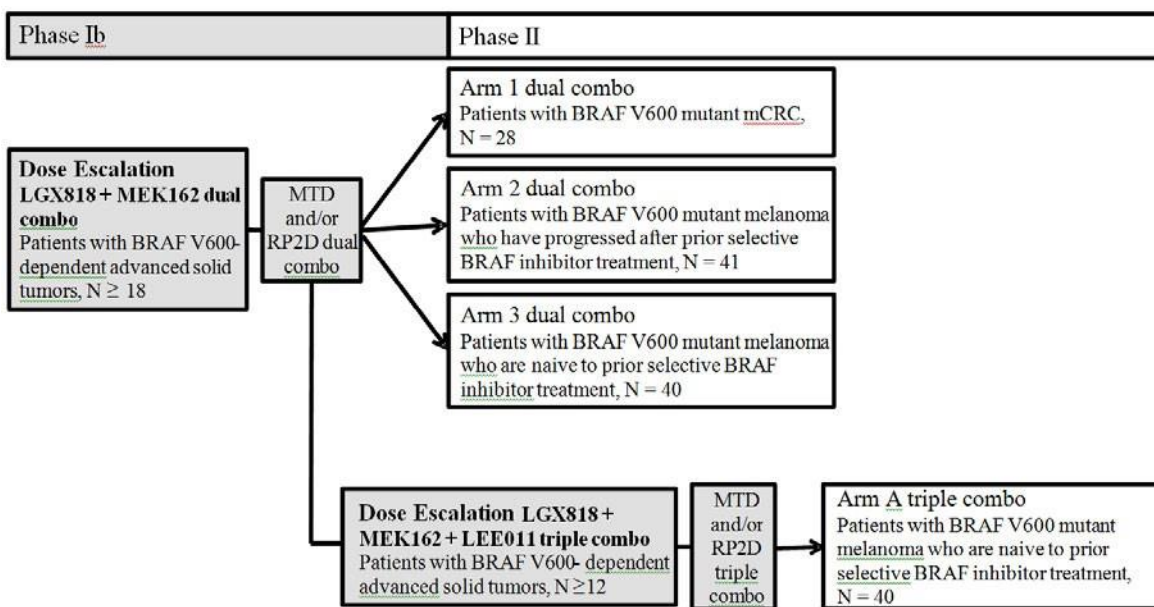 Phase Ib
Phase II
Arm 1 dual combo
Patients with BRAF V600 mutant mCRC,
N = 28
Dose Escalation
LGX818 + MEK162 dual
combo
Patients with BRAF V600-
dependent advanced solid
tumors, N ≥ 18
MTD
and/or
RP2D dual
combo
Arm 2 dual combo
Patients with BRAF V600 mutant melanoma
who have progressed after prior selective
BRAF inhibitor treatment, N = 41
Arm 3 dual combo
Patients with BRAF V600 mutant melanoma
who are naive to prior selective BRAF
inhibitor treatment, N = 40
Dose Escalation LGX818 +
MEK162 + LEE011 triple combo
Patients with BRAF V600- dependent
advanced solid tumors, N ≥12
MTD
and/or
RP2D
triple
combo
Arm A triple combo
Patients with BRAF V600 mutant
melanoma who are naive to prior
selective BRAF inhibitor treatment,
N = 40